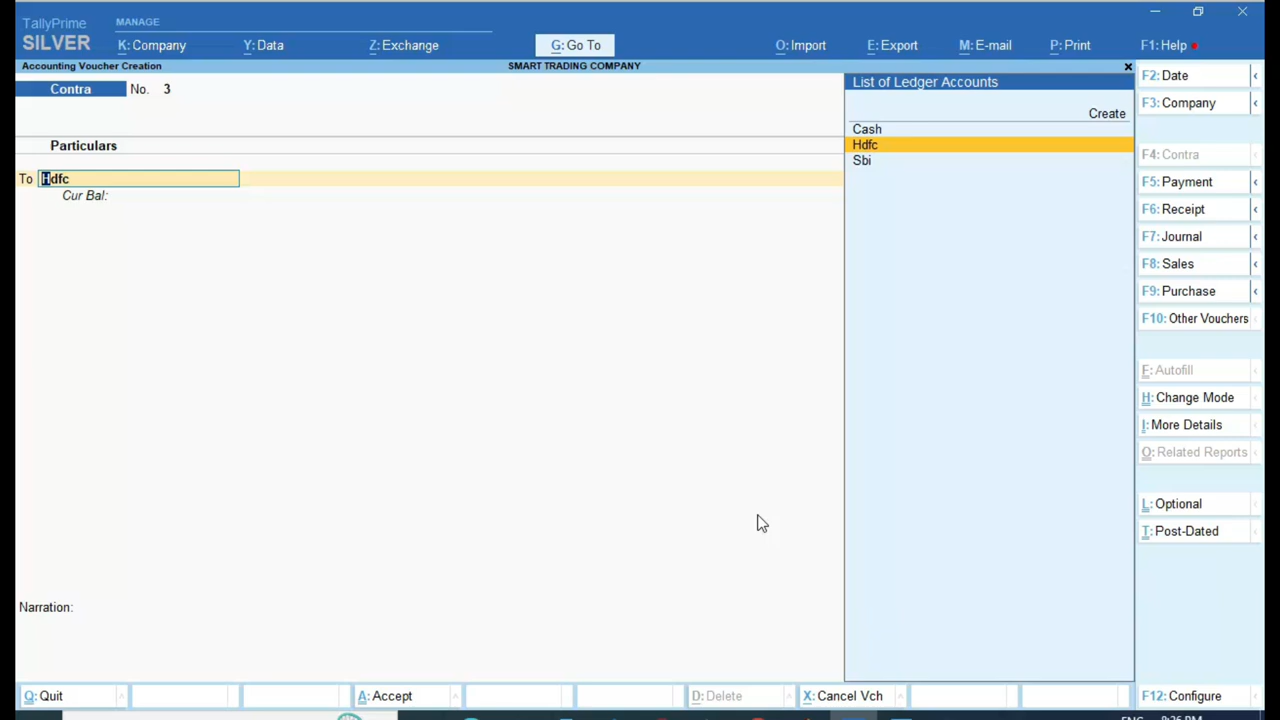 TallyPrime
SILVER
MANAGE
K: Company
Y: Data
Z: Exchange
G: Go To
O: Import
E: Export
M: E-mail
P: Print
F1: Help
Accounting Voucher Creation
SMART TRADING COMPANY
×
Contra
No. 3
Particulars
To Hdfc
Cur Bal:
Narration:
List of Ledger Accounts
Create
Cash
Hdfc
Sbi
F2: Date
F3: Company
F4: Contra
F5: Payment
F6: Receipt
F7: Journal
F8: Sales
F9: Purchase
F10: Other Vouchers
F: Autofill
H: Change Mode
I: More Details
O: Related Reports
L: Optional
T: Post-Dated
Q: Quit
A: Accept
D: Delete
X: Cancel Vch
F12: Configure